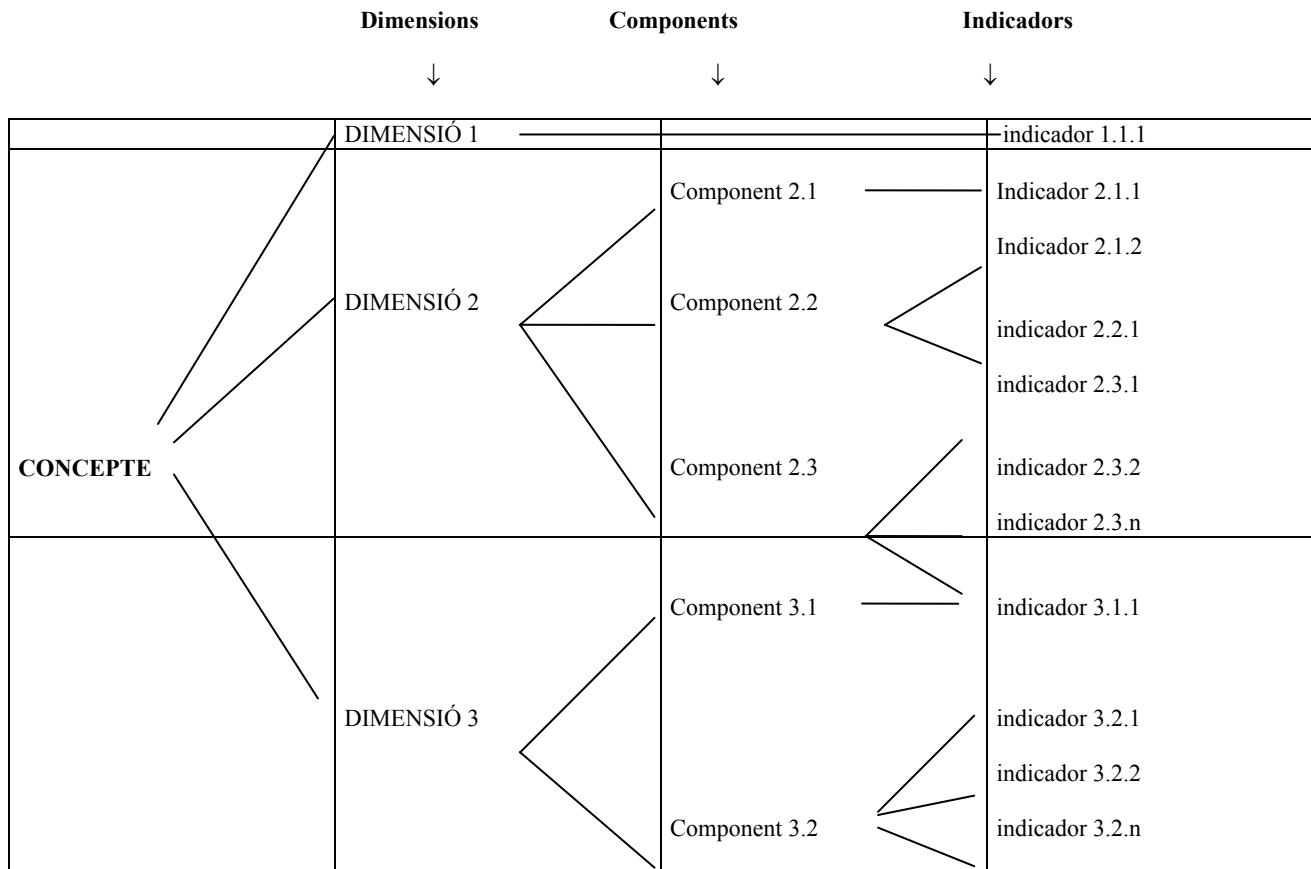 Dimensions Components Indicadors
↓ ↓ ↓
DIMENSIÓ 1 indicador 1.1.1
Component 2.1 Indicador 2.1.1
Indicador 2.1.2
DIMENSIÓ 2 Component 2.2
indicador 2.2.1
indicador 2.3.1
CONCEPTE Component 2.3 indicador 2.3.2
indicador 2.3.n
Component 3.1 indicador 3.1.1
DIMENSIÓ 3 indicador 3.2.1
indicador 3.2.2
Component 3.2 indicador 3.2.n